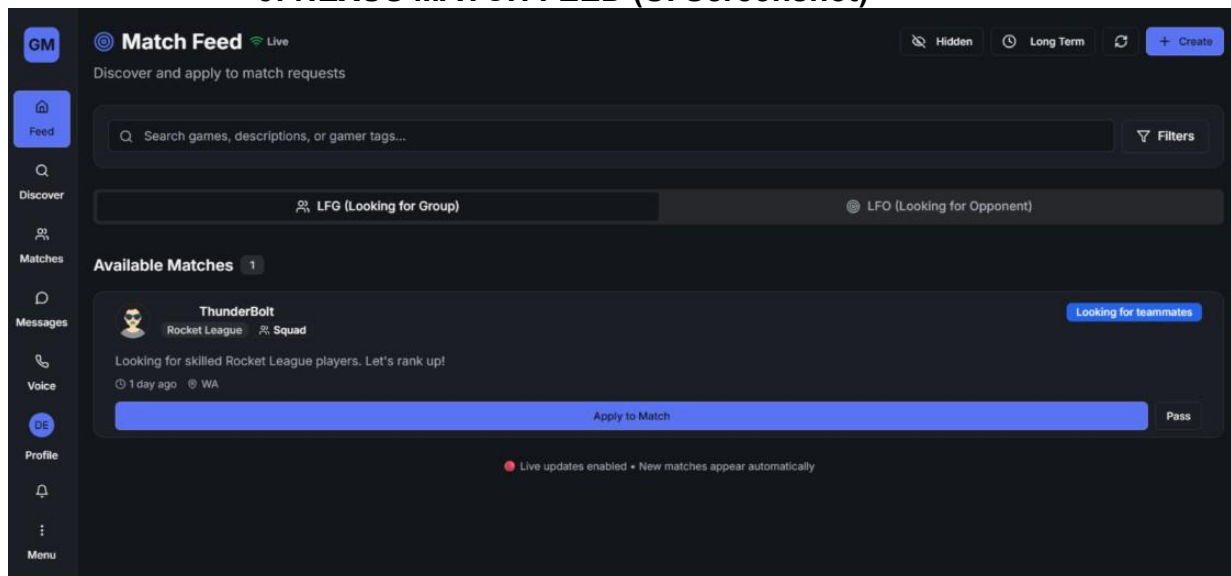 GM
Match Feed Live
Hidden
Long Term
+ Create
Discover and apply to match requests
Feed
Search games, descriptions, or gamer tags...
Filters
Discover
LFG (Looking for Group)
LFO (Looking for Opponent)
Matches
Available Matches 1
Messages
ThunderBolt
Looking for teammates
Rocket League Squad
Looking for skilled Rocket League players. Let's rank up!
Voice
1 day ago WA
Apply to Match
Pass
DE
Profile
Live updates enabled • New matches appear automatically
Menu